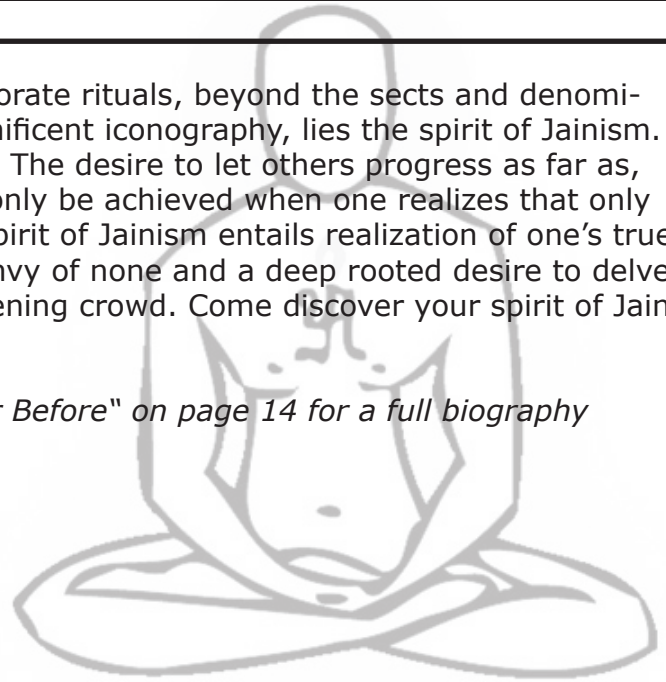 orate rituals, beyond the sects and denomi-
nificent iconography, lies the spirit of Jainism.
The desire to let others progress as far as,
only be achieved when one realizes that only
pirit of Jainism entails realization of one’s true
nvy of none and a deep rooted desire to delve
ening crowd. Come discover your spirit of Jain
r Before‟ on page 14 for a full biography